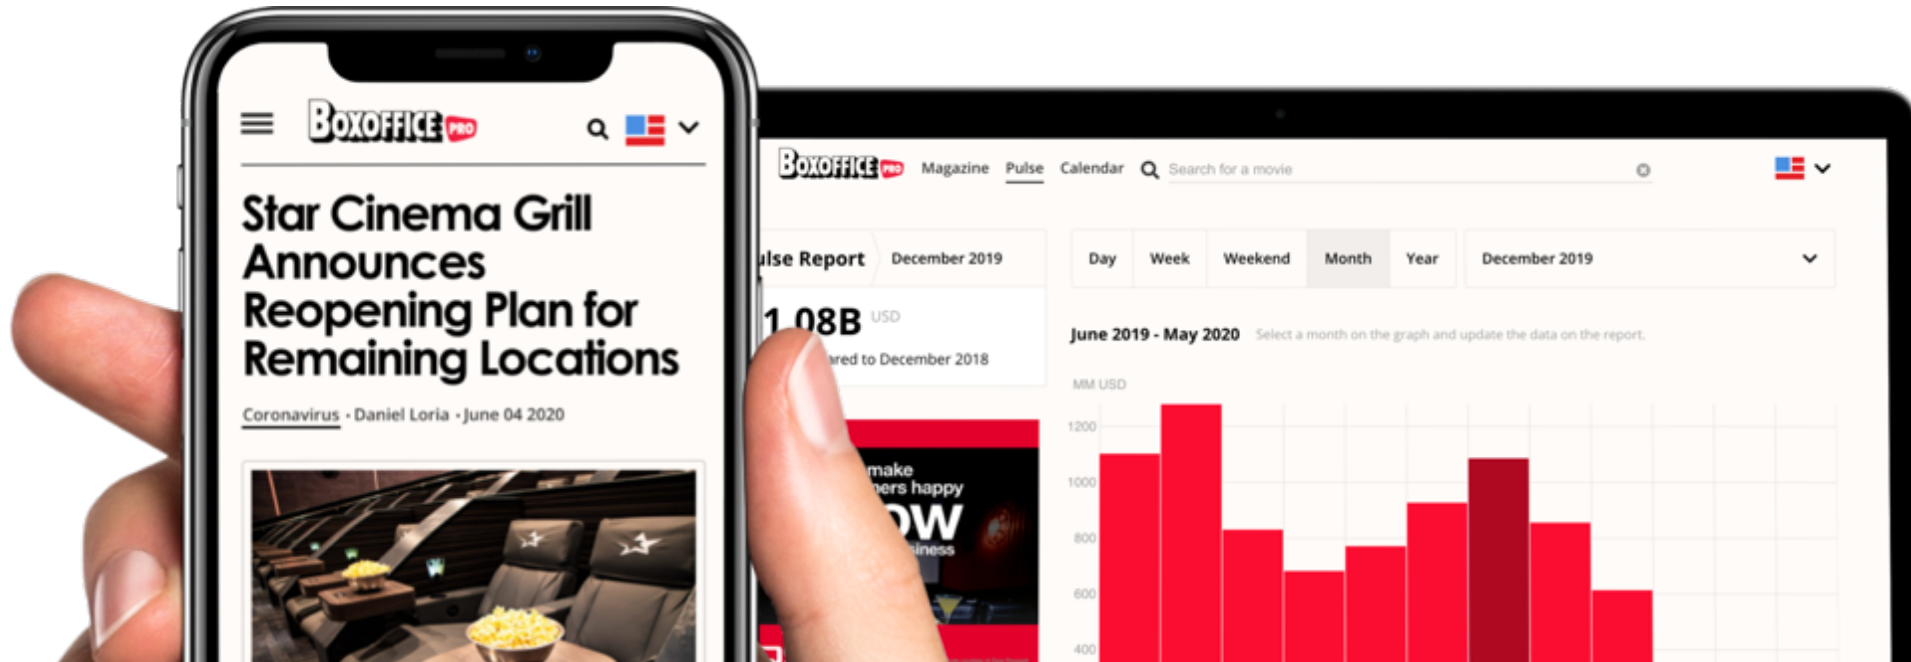 BOXOFFICE PRO
Star Cinema Grill
Announces
Reopening Plan for
Remaining Locations
Coronavirus · Daniel Loria · June 04 2020
BOXOFFICE PRO Magazine Pulse Calendar Search for a movie
ulse Report December 2019
1.08B USD
ared to December 2018
make
ers happy
OW
siness
Day Week Weekend Month Year December 2019
June 2019 - May 2020 Select a month on the graph and update the data on the report.
MM USD
1200
1000
800
600
400